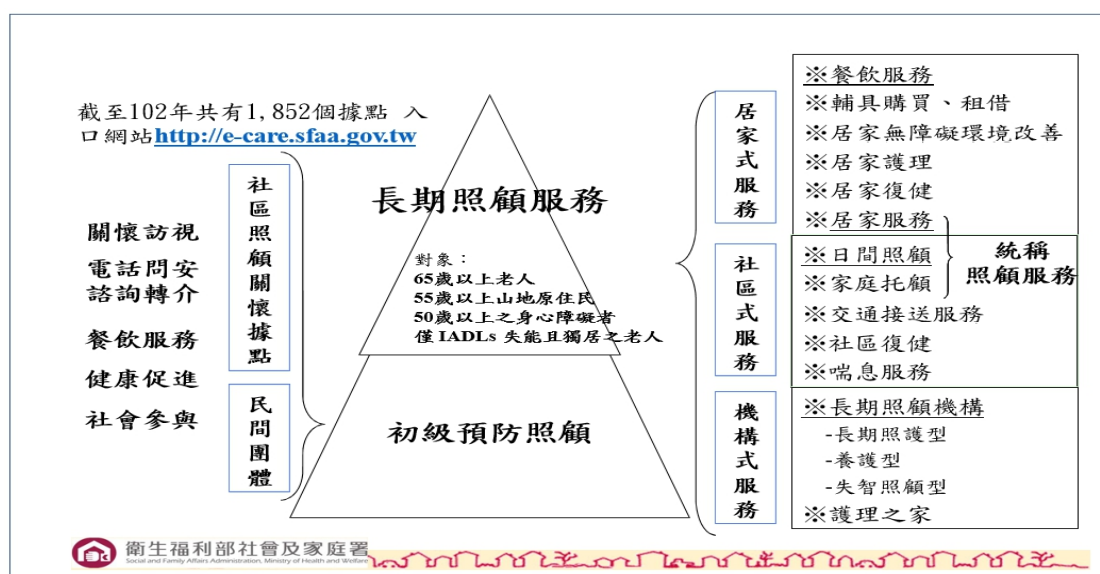 截至102年共有1,852個據點 入
口網站http://e-care.sfaa.gov.tw
關懷訪視
電話問安
諮詢轉介
餐飲服務
健康促進
社會參與
社區照顧關懷據點
民間團體
長期照顧服務
對象：
65歲以上老人
55歲以上山地原住民
50歲以上之身心障礙者
僅 IADLs 失能且獨居之老人
初級預防照顧
居家式服務
※餐飲服務
※輔具購買、租借
※居家無障礙環境改善
※居家護理
※居家復健
※居家服務
社區式服務
※日間照顧
※家庭托顧
※交通接送服務
※社區復健
※喘息服務
統稱
照顧服務
機構式服務
※長期照顧機構
-長期照護型
-養護型
-失智照顧型
※護理之家
衛生福利部社會及家庭署
Social and Family Affairs Administration, Ministry of Health and Welfare